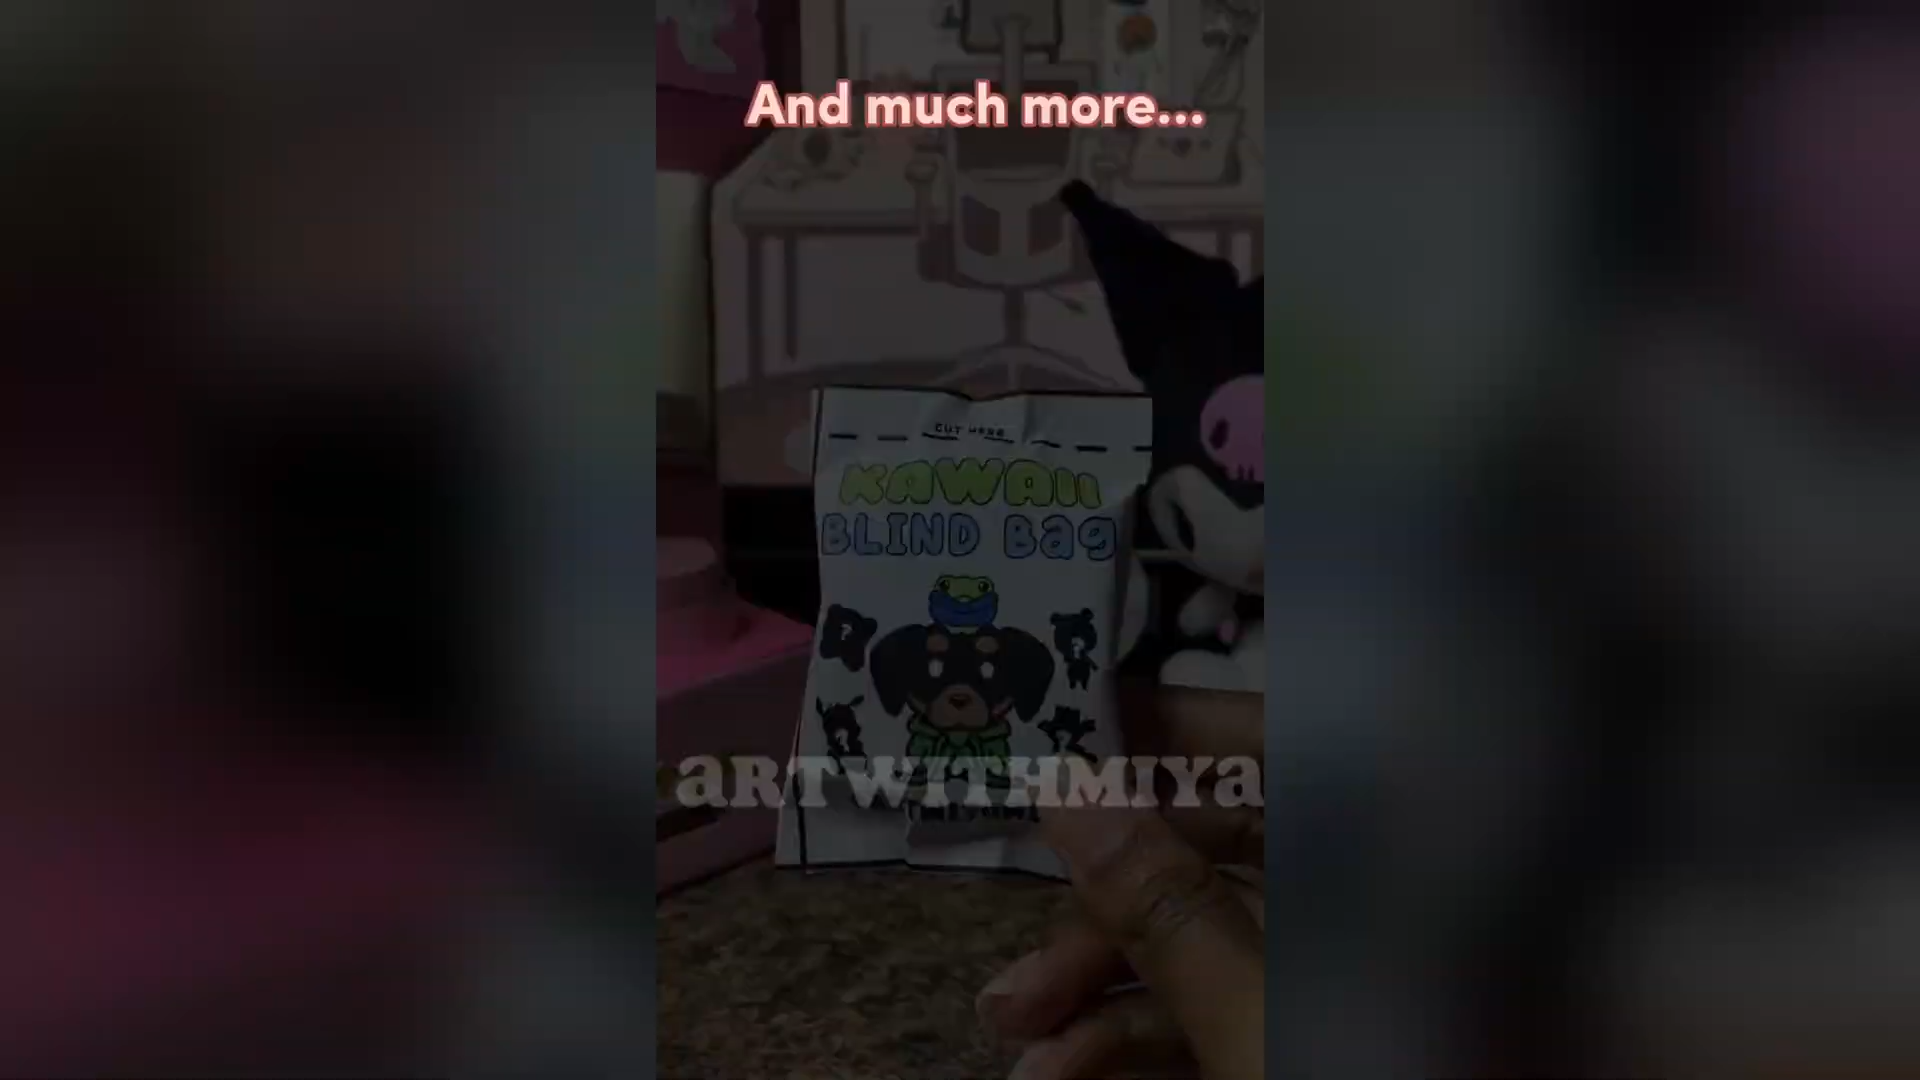 And much more...
CUT HERE
KAWAII
BLIND Bag
?
?
?
?
aRTWITHMIYa